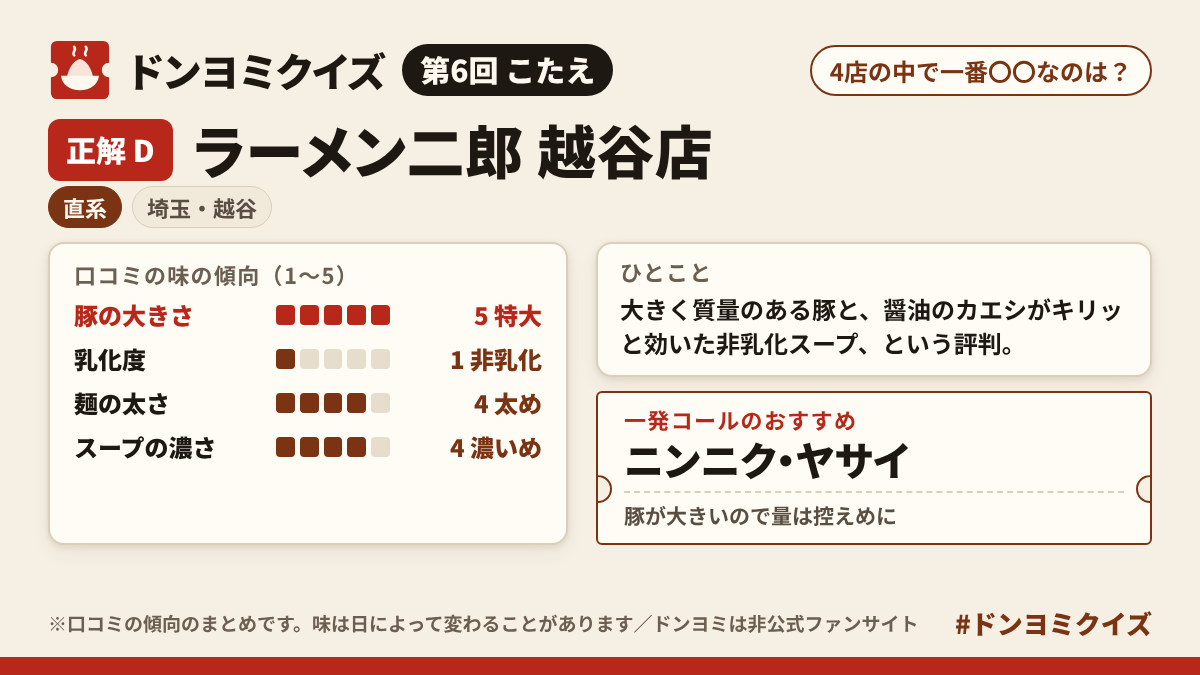 ドンヨミクイズ 第6回 こたえ
4店の中で一番〇〇なのは？
正解 D ラーメン二郎 越谷店
直系 埼玉・越谷
口コミの味の傾向（1〜5）
豚の大きさ 5 特大
乳化度 1 非乳化
麺の太さ 4 太め
スープの濃さ 4 濃いめ
ひとこと
大きく質量のある豚と、醤油のカエシがキリッ
と効いた非乳化スープ、という評判。
一発コールのおすすめ
ニンニク・ヤサイ
豚が大きいので量は控えめに
※口コミの傾向のまとめです。味は日によって変わることがあります／ドンヨミは非公式ファンサイト
#ドンヨミクイズ